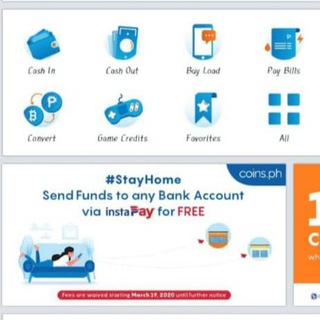 Cash In
Cash Out
Buy Load
Pay Bills
Convert
Game Credits
Favorites
All
coins.ph
#StayHome
Send Funds to any Bank Account
via instaPay for FREE
Fees are waived starting March 19, 2020 until further notice